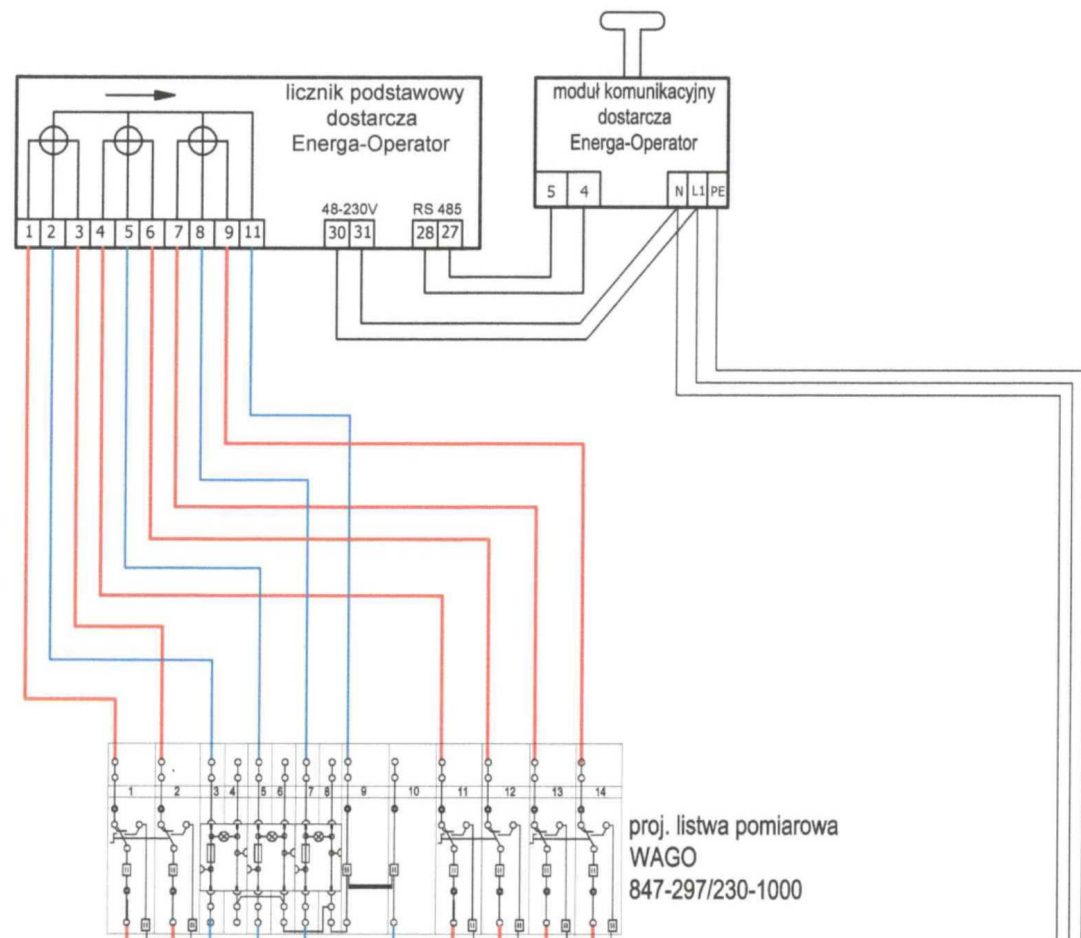 licznik podstawowy
dostarcza
Energa-Operator
moduł komunikacyjny
dostarcza
Energa-Operator
5 4
N L1 PE
48-230V RS 485
1 2 3 4 5 6 7 8 9 11
30 31 28 27
1 2 3 4 5 6 7 8 9 10 11 12 13 14
proj. listwa pomiarowa
WAGO
847-297/230-1000